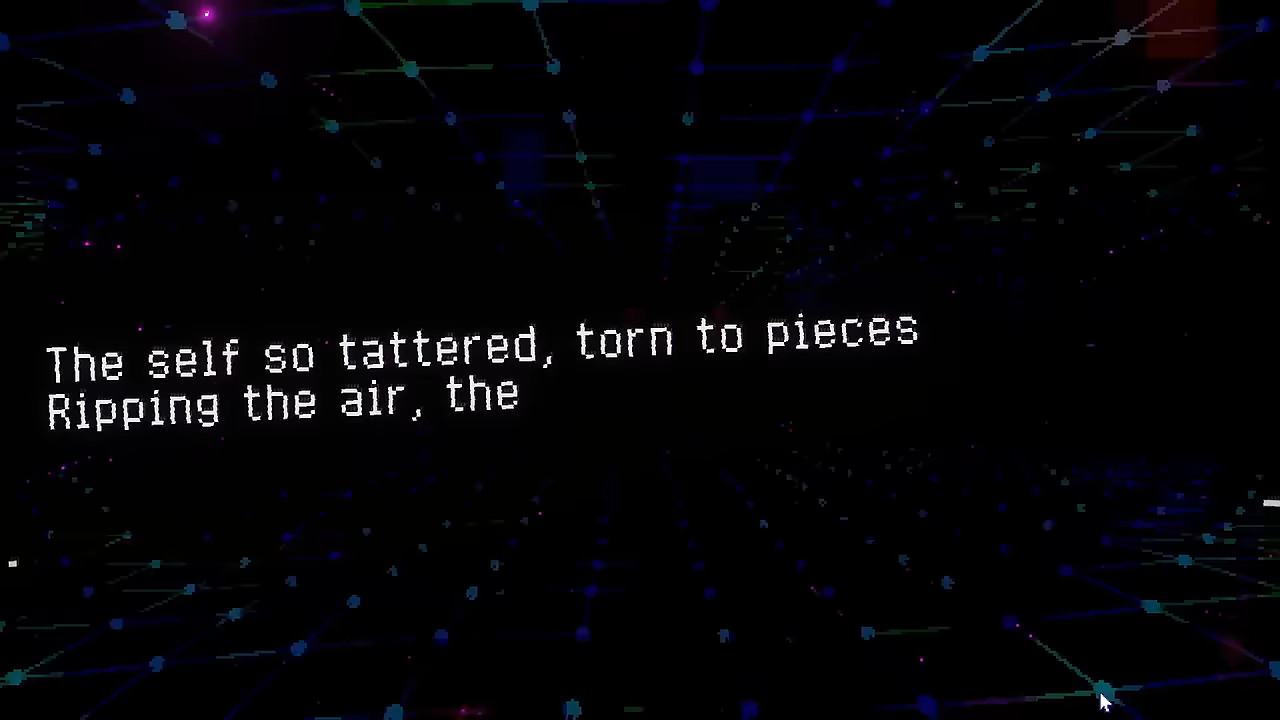 The self so tattered, torn to pieces
Ripping the air, the